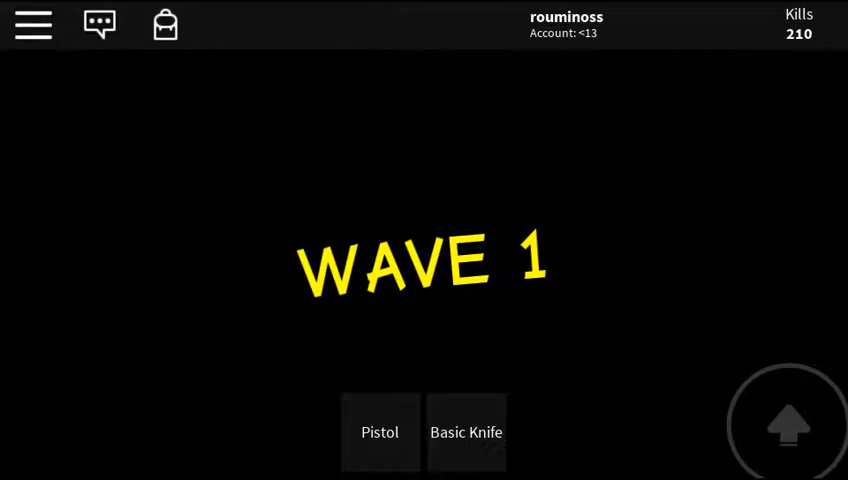 rouminoss
Account: <13
Kills
210
WAVE 1
Pistol
Basic Knife